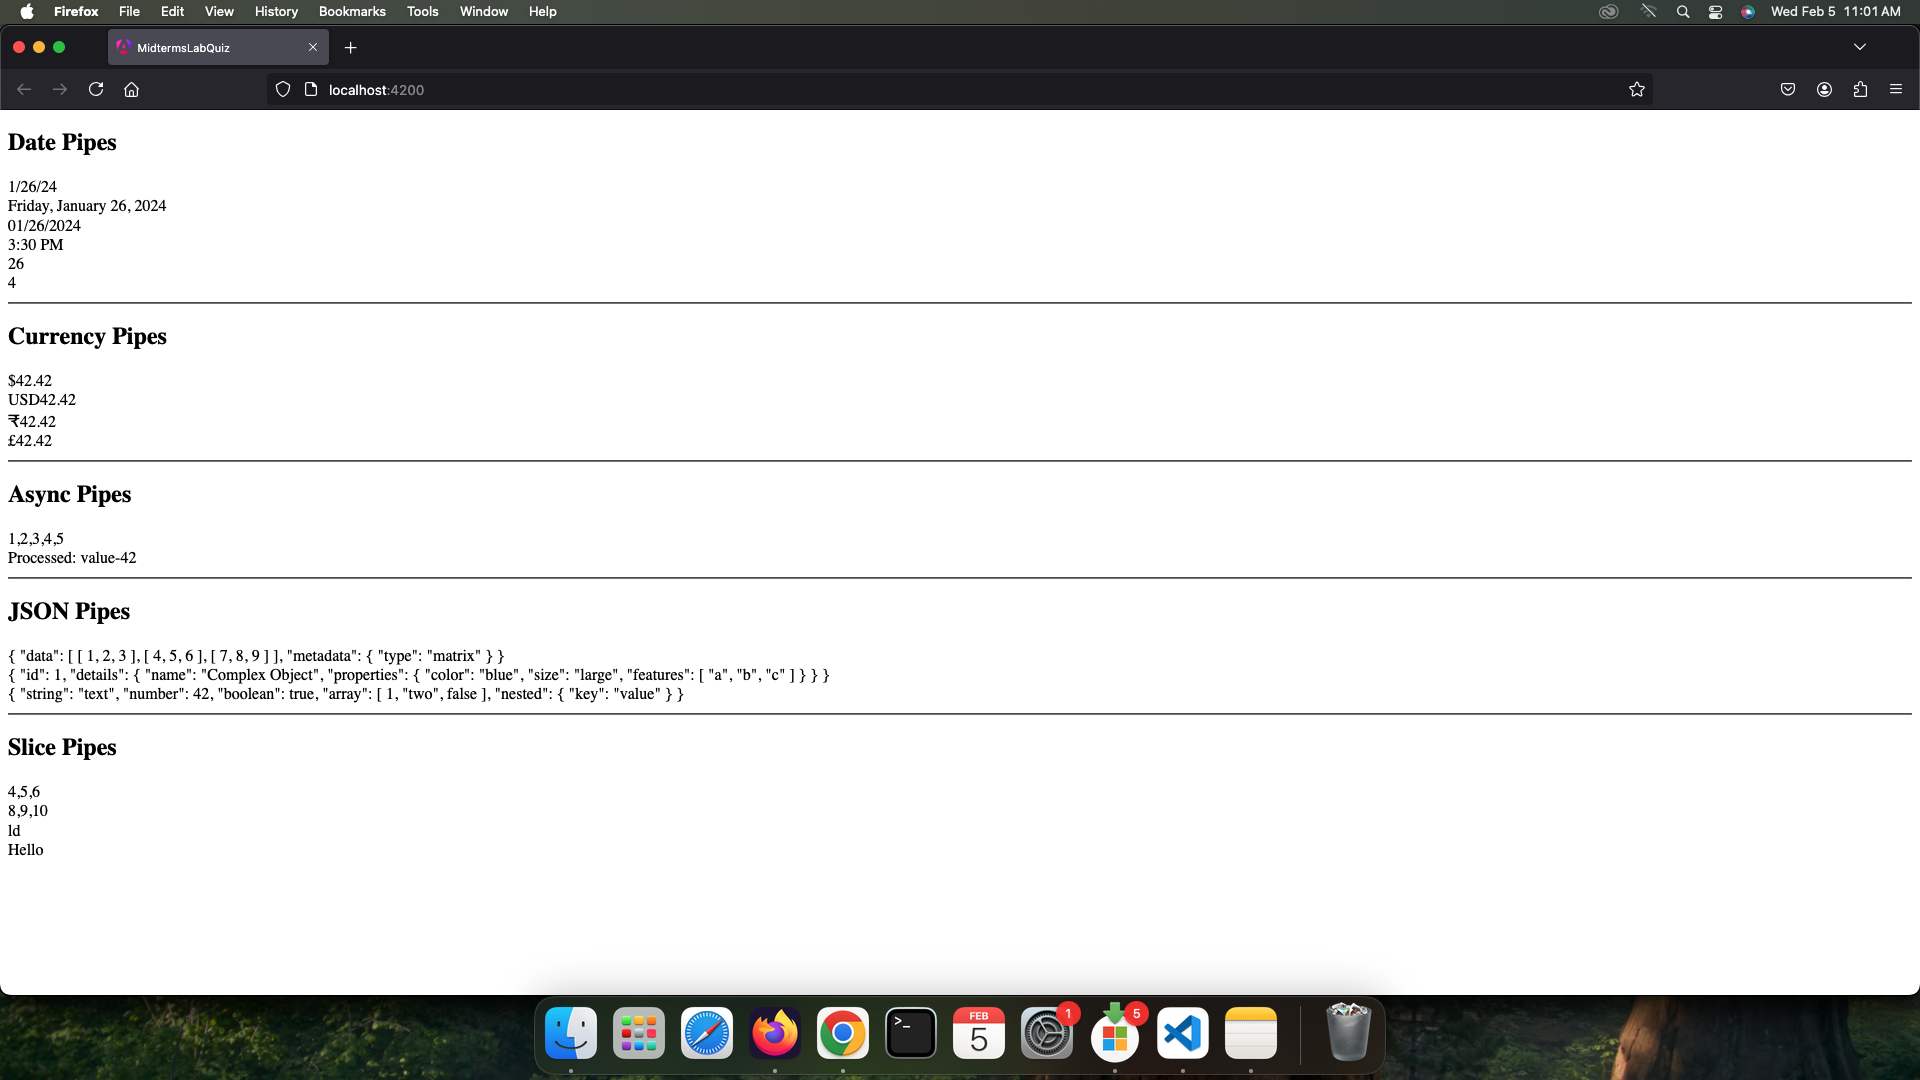 Firefox File Edit View History Bookmarks Tools Window Help Wed Feb 5 11:01 AM
MidtermsLabQuiz
localhost:4200
Date Pipes
1/26/24
Friday, January 26, 2024
01/26/2024
3:30 PM
26
4
Currency Pipes
$42.42
USD42.42
₹42.42
£42.42
Async Pipes
1,2,3,4,5
Processed: value-42
JSON Pipes
{ "data": [ [ 1, 2, 3 ], [ 4, 5, 6 ], [ 7, 8, 9 ] ], "metadata": { "type": "matrix" } }
{ "id": 1, "details": { "name": "Complex Object", "properties": { "color": "blue", "size": "large", "features": [ "a", "b", "c" ] } } }
{ "string": "text", "number": 42, "boolean": true, "array": [ 1, "two", false ], "nested": { "key": "value" } }
Slice Pipes
4,5,6
8,9,10
ld
Hello
>_ FEB 5 1 5